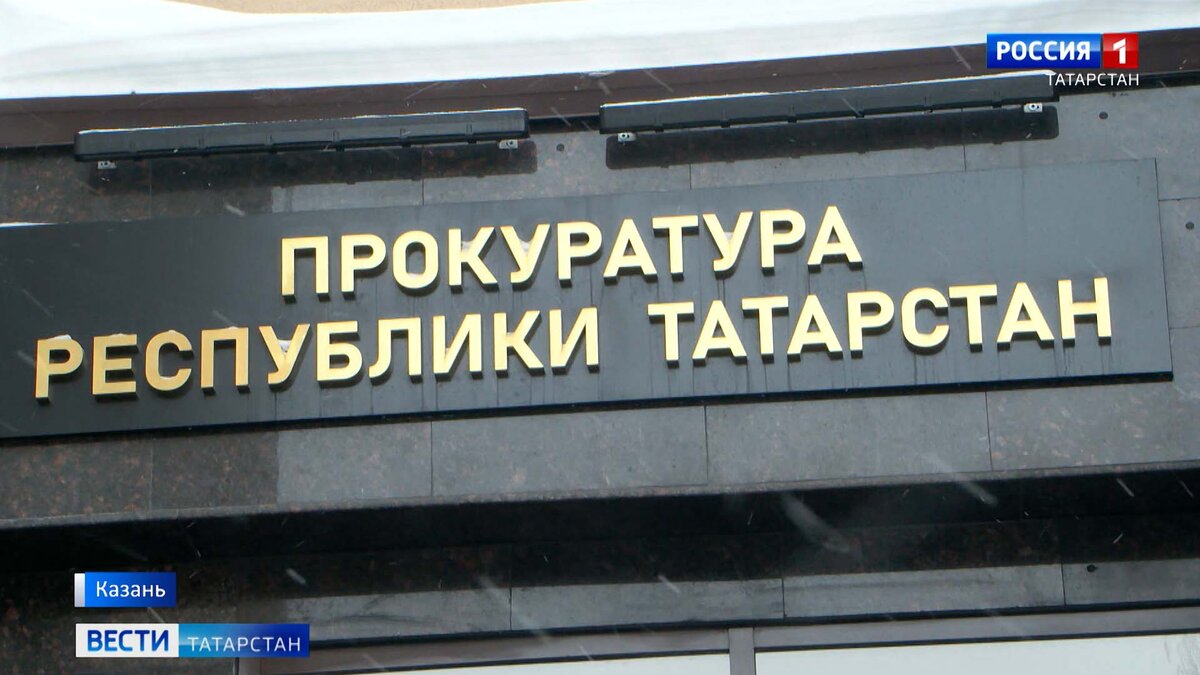 РОССИЯ 1
ТАТАРСТАН
ПРОКУРАТУРА
РЕСПУБЛИКИ ТАТАРСТАН
Казань
ВЕСТИ ТАТАРСТАН